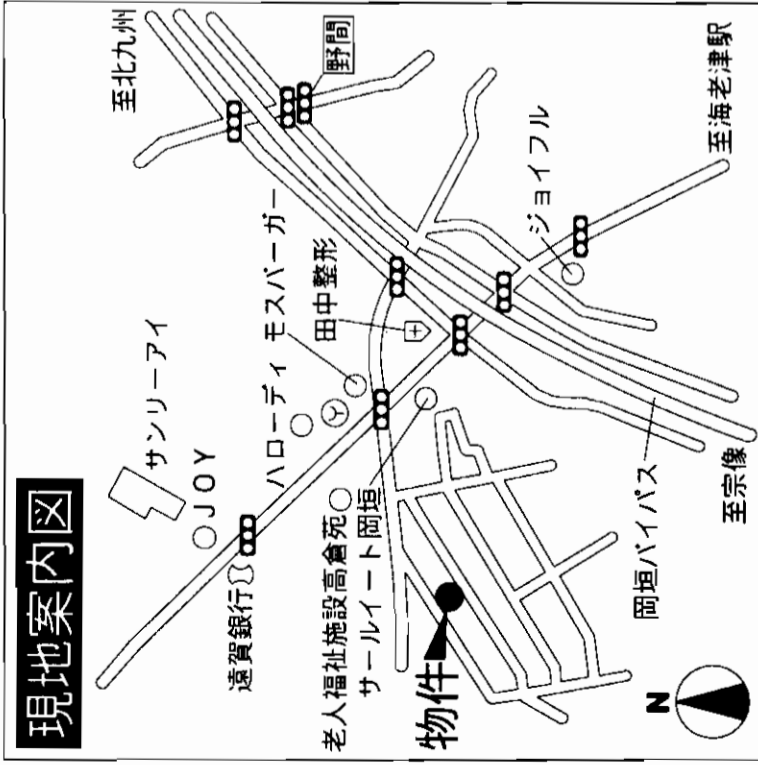 現地案内図
至北九州
野間
サンリーアイ
JOY
ハローディ
モスバーガー
田中整形
ジョイフル
至海老津駅
遠賀銀行
老人福祉施設高倉苑
サールイート岡垣
物件
岡垣バイパス
至宗像
N